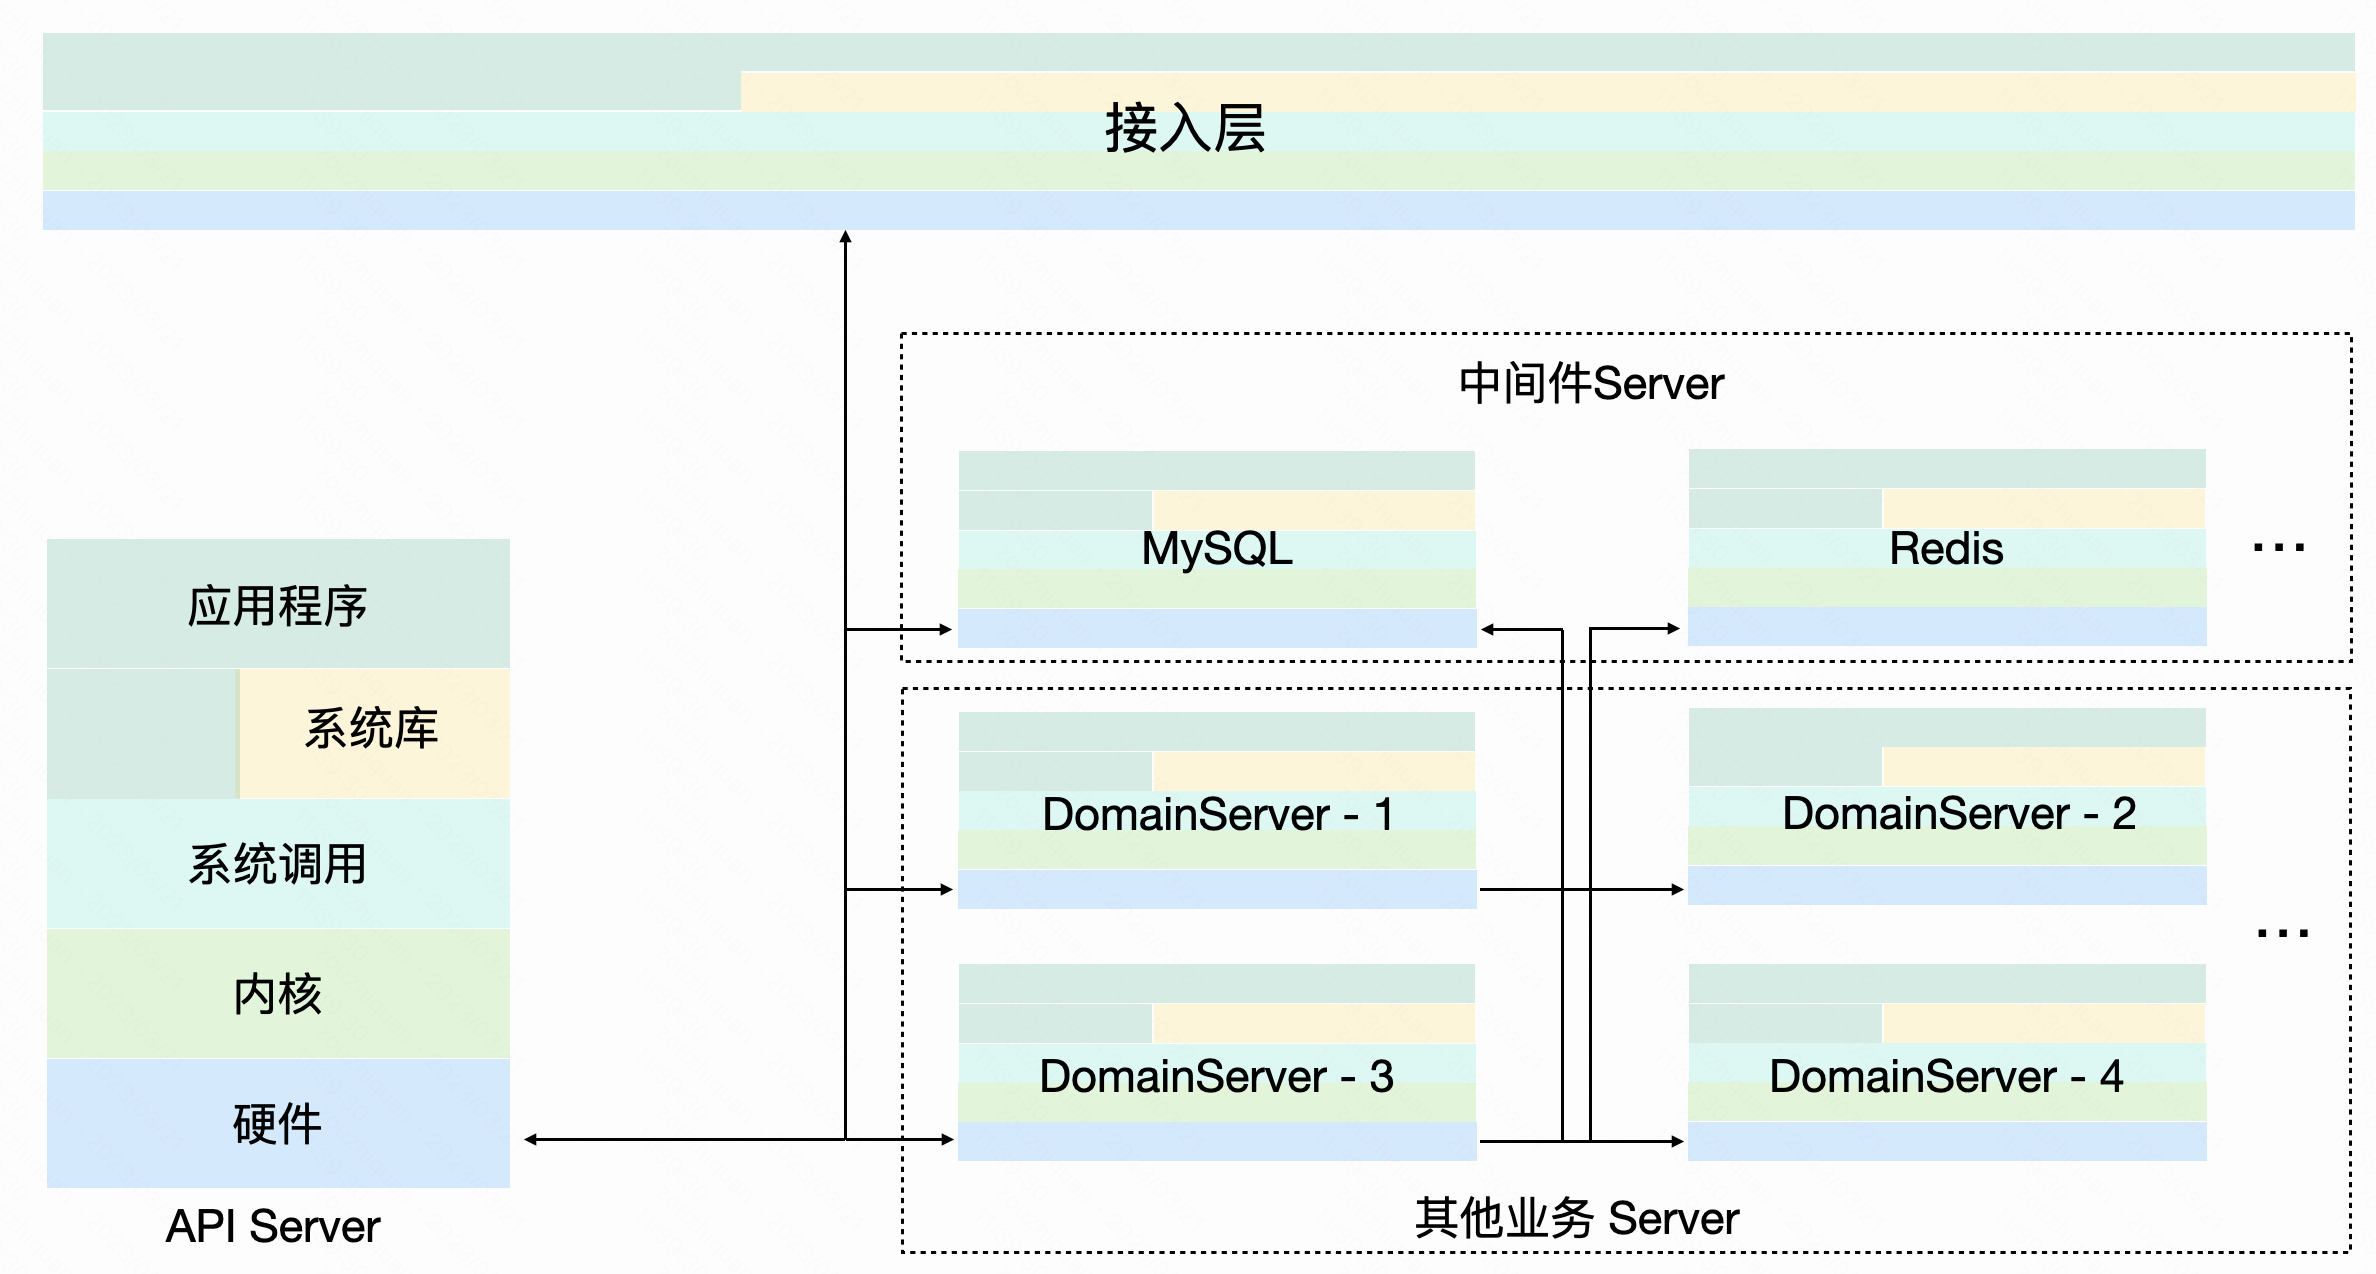 接入层
中间件Server
MySQL
Redis
...
应用程序
系统库
系统调用
内核
硬件
API Server
DomainServer - 1
DomainServer - 2
...
DomainServer - 3
DomainServer - 4
其他业务 Server